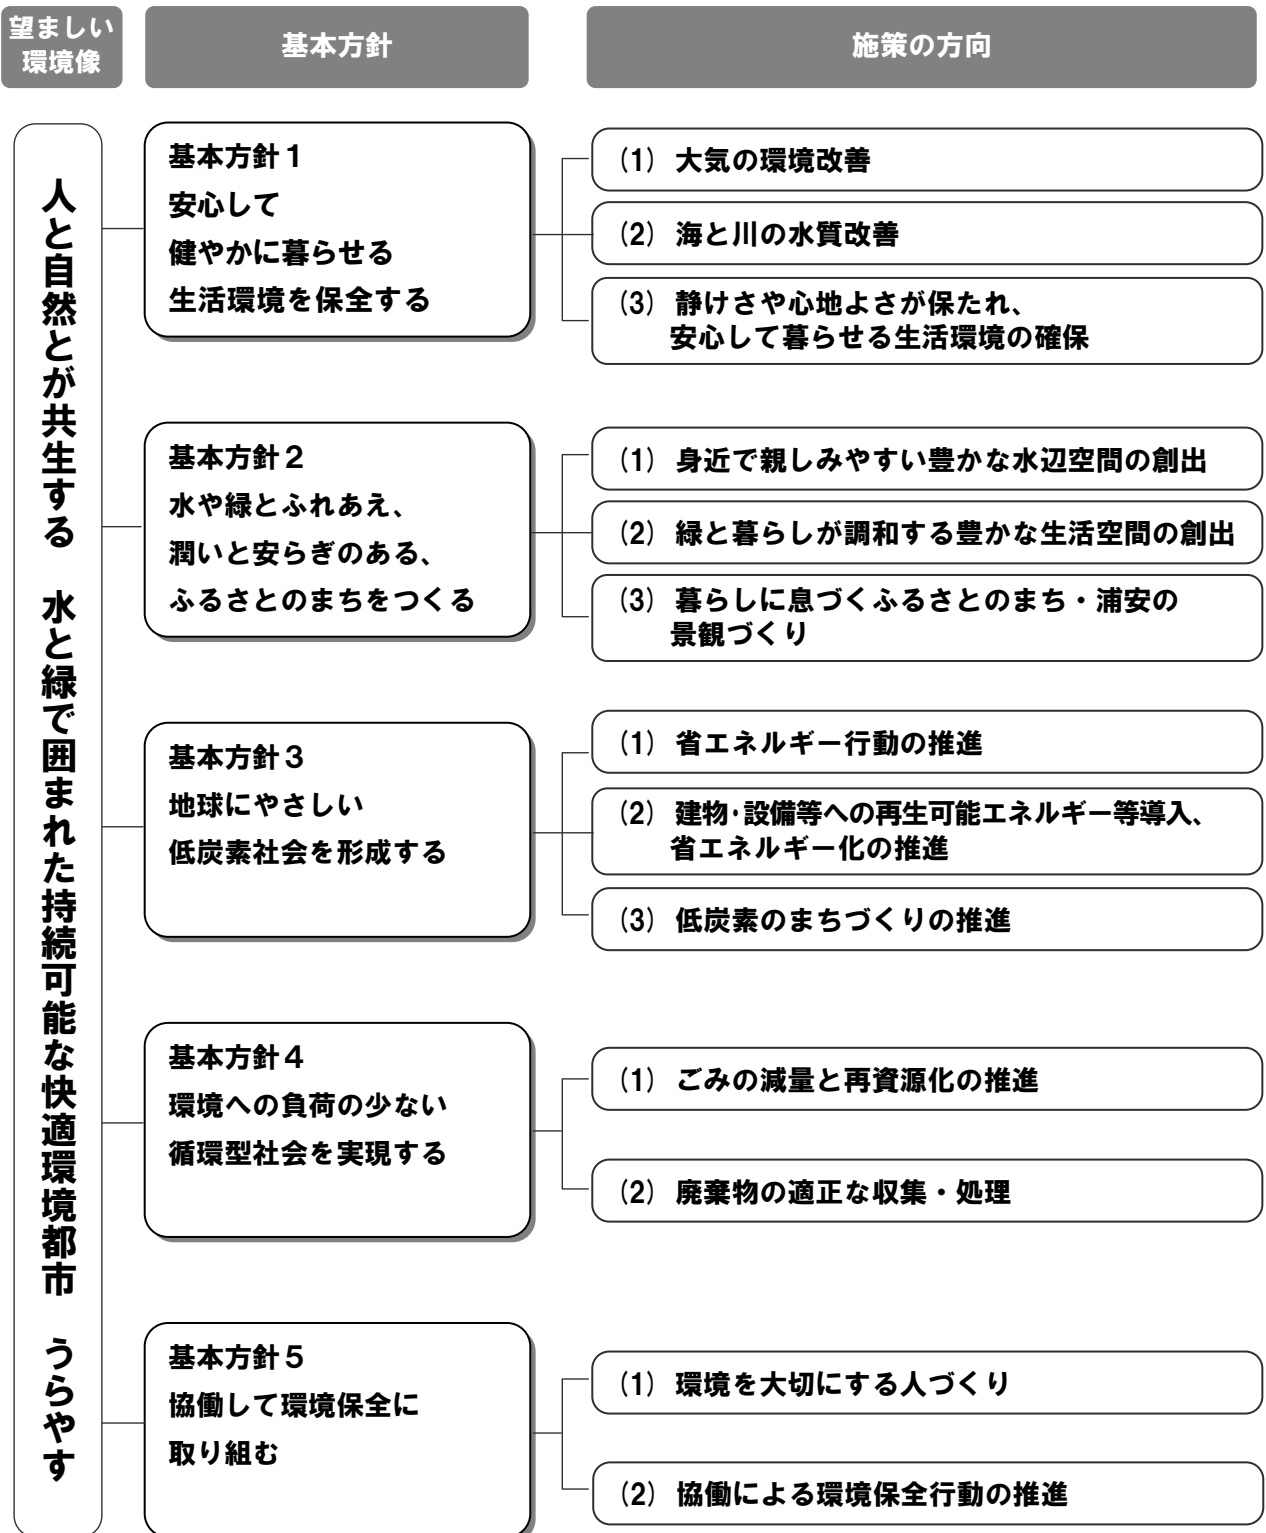 望ましい
環境像
基本方針
施策の方向
人と自然とが共生する　水と緑で囲まれた持続可能な快適環境都市　うらやす
基本方針１
安心して
健やかに暮らせる
生活環境を保全する
（1）大気の環境改善
（2）海と川の水質改善
（3）静けさや心地よさが保たれ、
安心して暮らせる生活環境の確保
基本方針２
水や緑とふれあえ、
潤いと安らぎのある、
ふるさとのまちをつくる
（1）身近で親しみやすい豊かな水辺空間の創出
（2）緑と暮らしが調和する豊かな生活空間の創出
（3）暮らしに息づくふるさとのまち・浦安の
景観づくり
基本方針３
地球にやさしい
低炭素社会を形成する
（1）省エネルギー行動の推進
（2）建物･設備等への再生可能エネルギー等導入、
省エネルギー化の推進
（3）低炭素のまちづくりの推進
基本方針４
環境への負荷の少ない
循環型社会を実現する
（1）ごみの減量と再資源化の推進
（2）廃棄物の適正な収集・処理
基本方針５
協働して環境保全に
取り組む
（1）環境を大切にする人づくり
（2）協働による環境保全行動の推進